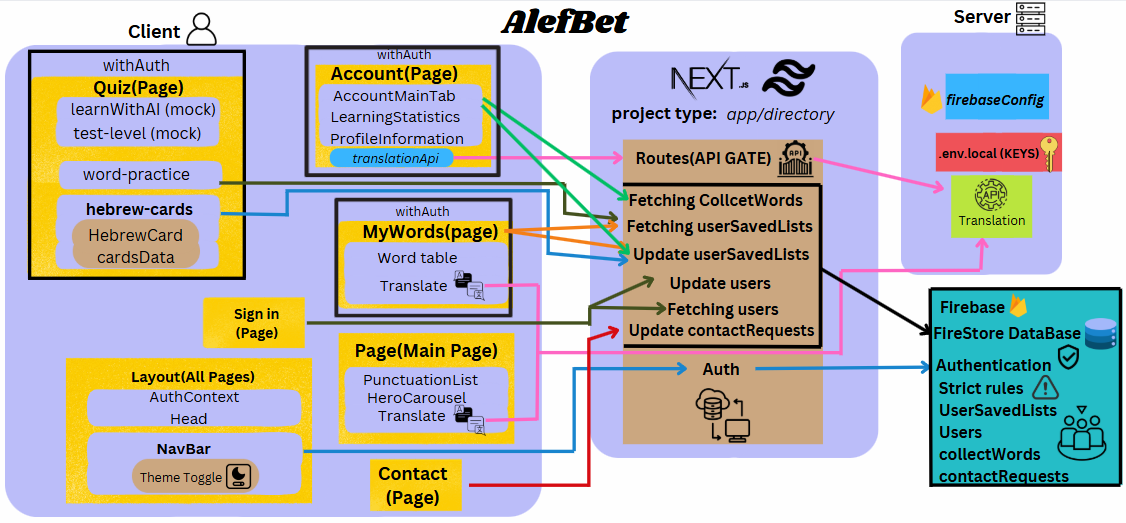 AlefBet
Client
withAuth
Quiz(Page)
learnWithAI (mock)
test-level (mock)
word-practice
hebrew-cards
HebrewCard
cardsData
withAuth
Account(Page)
AccountMainTab
LearningStatistics
ProfileInformation
translationApi
withAuth
MyWords(page)
Word table
Translate
Sign in
(Page)
Page(Main Page)
PunctuationList
HeroCarousel
Translate
Layout(All Pages)
AuthContext
Head
NavBar
Theme Toggle
Contact
(Page)
NEXT.JS
project type: app/directory
Routes(API GATE)
API
Fetching CollcetWords
Fetching userSavedLIsts
Update userSavedLIsts
Update users
Fetching users
Update contactRequests
Auth
Server
firebaseConfig
.env.local (KEYS)
API
Translation
Firebase
FireStore DataBase
Authentication
Strict rules
UserSavedLists
Users
collectWords
contactRequests